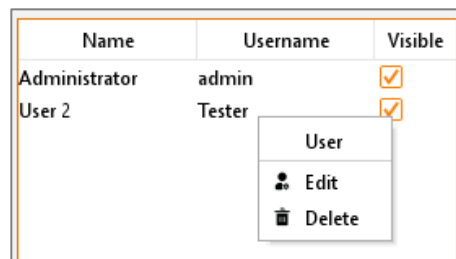 Name Username Visible
Administrator admin
User 2 Tester
User
Edit
Delete